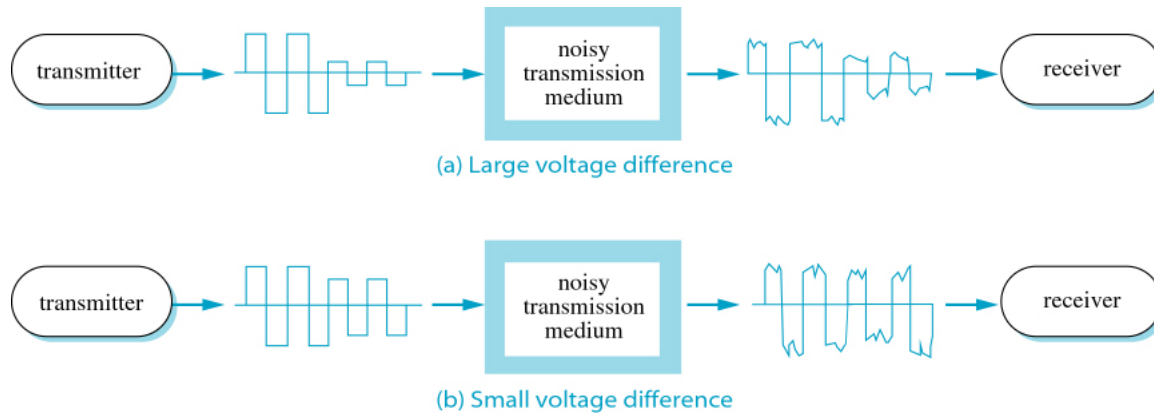 transmitter
noisy
transmission
medium
receiver
(a) Large voltage difference
transmitter
noisy
transmission
medium
receiver
(b) Small voltage difference